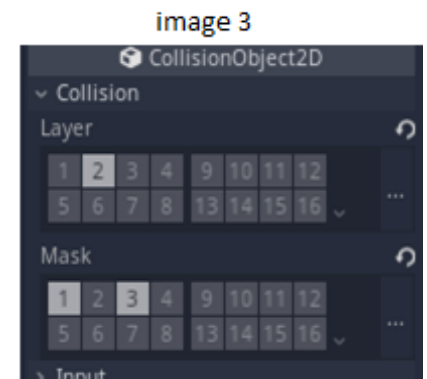 image 3
CollisionObject2D
Collision
Layer
1 2 3 4 9 10 11 12
5 6 7 8 13 14 15 16
...
Mask
1 2 3 4 9 10 11 12
5 6 7 8 13 14 15 16
...
Input